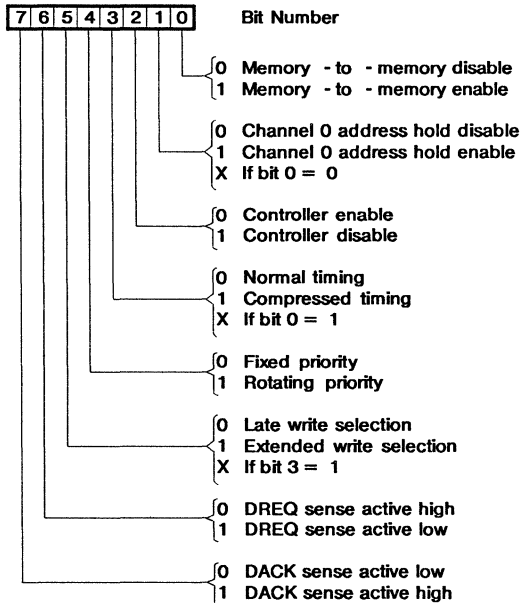 7 6 5 4 3 2 1 0 Bit Number
0 Memory - to - memory disable
1 Memory - to - memory enable
0 Channel 0 address hold disable
1 Channel 0 address hold enable
X If bit 0 = 0
0 Controller enable
1 Controller disable
0 Normal timing
1 Compressed timing
X If bit 0 = 1
0 Fixed priority
1 Rotating priority
0 Late write selection
1 Extended write selection
X If bit 3 = 1
0 DREQ sense active high
1 DREQ sense active low
0 DACK sense active low
1 DACK sense active high